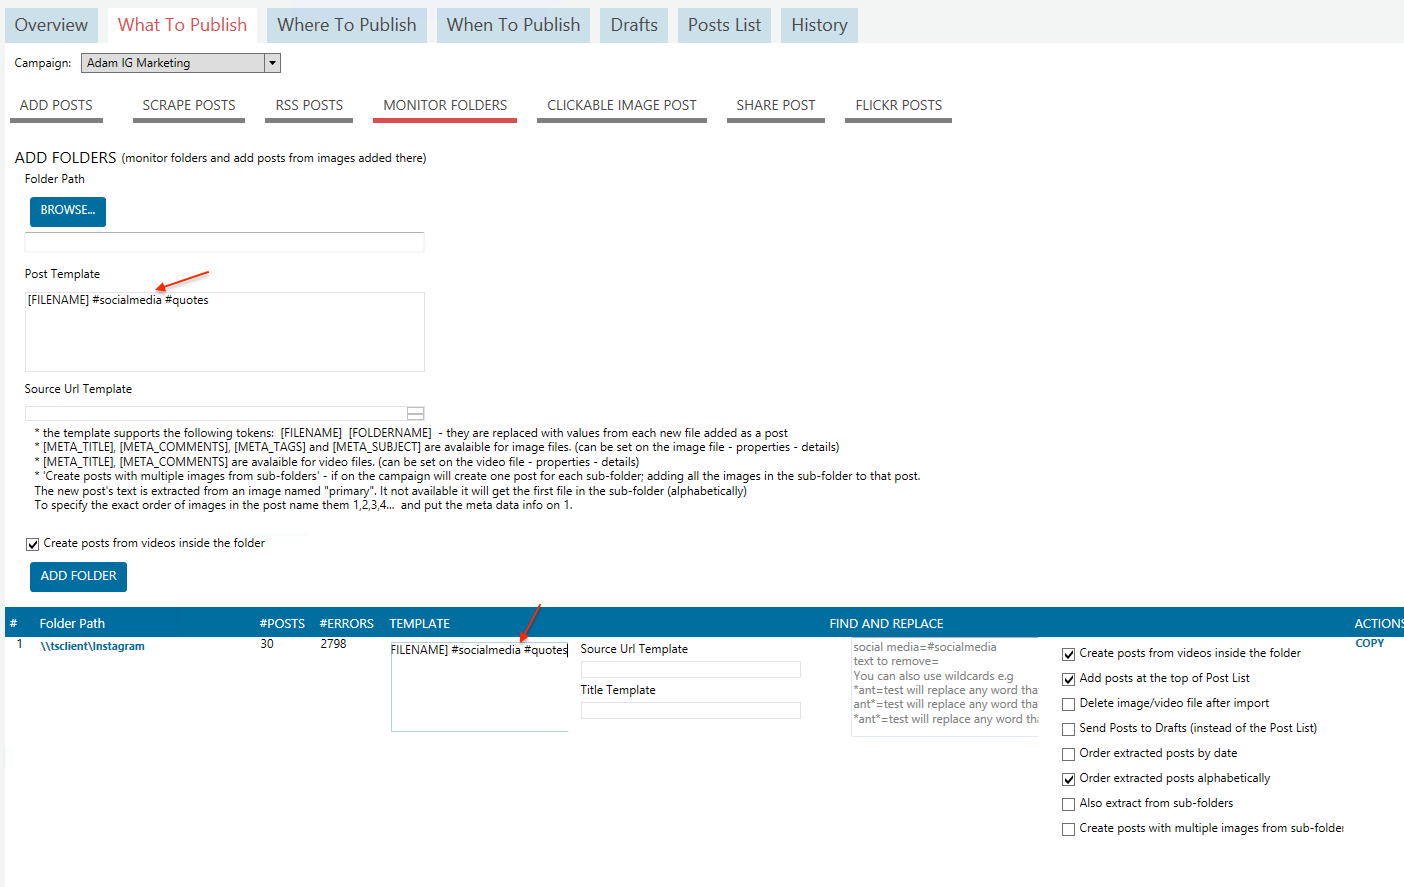 Overview What To Publish Where To Publish When To Publish Drafts Posts List History
Campaign: Adam IG Marketing
ADD POSTS SCRAPE POSTS RSS POSTS MONITOR FOLDERS CLICKABLE IMAGE POST SHARE POST FLICKR POSTS
ADD FOLDERS (monitor folders and add posts from images added there)
Folder Path
BROWSE...
Post Template
[FILENAME] #socialmedia #quotes
Source Url Template
* the template supports the following tokens: [FILENAME] [FOLDERNAME] - they are replaced with values from each new file added as a post
* [META_TITLE], [META_COMMENTS], [META_TAGS] and [META_SUBJECT] are avalaible for image files. (can be set on the image file - properties - details)
* [META_TITLE], [META_COMMENTS] are avalaible for video files. (can be set on the video file - properties - details)
* 'Create posts with multiple images from sub-folders' - if on the campaign will create one post for each sub-folder; adding all the images in the sub-folder to that post.
The new post's text is extracted from an image named "primary". It not available it will get the first file in the sub-folder (alphabetically)
To specify the exact order of images in the post name them 1,2,3,4... and put the meta data info on 1.
Create posts from videos inside the folder
ADD FOLDER
# Folder Path #POSTS #ERRORS TEMPLATE FIND AND REPLACE ACTIONS
1 \\tsclient\Instagram 30 2798
FILENAME] #socialmedia #quotes
Source Url Template
Title Template
social media=#socialmedia
text to remove=
You can also use wildcards e.g
*ant=test will replace any word tha
ant*=test will replace any word tha
*ant*=test will replace any word tha
Create posts from videos inside the folder
Add posts at the top of Post List
Delete image/video file after import
Send Posts to Drafts (instead of the Post List)
Order extracted posts by date
Order extracted posts alphabetically
Also extract from sub-folders
Create posts with multiple images from sub-folder
COPY